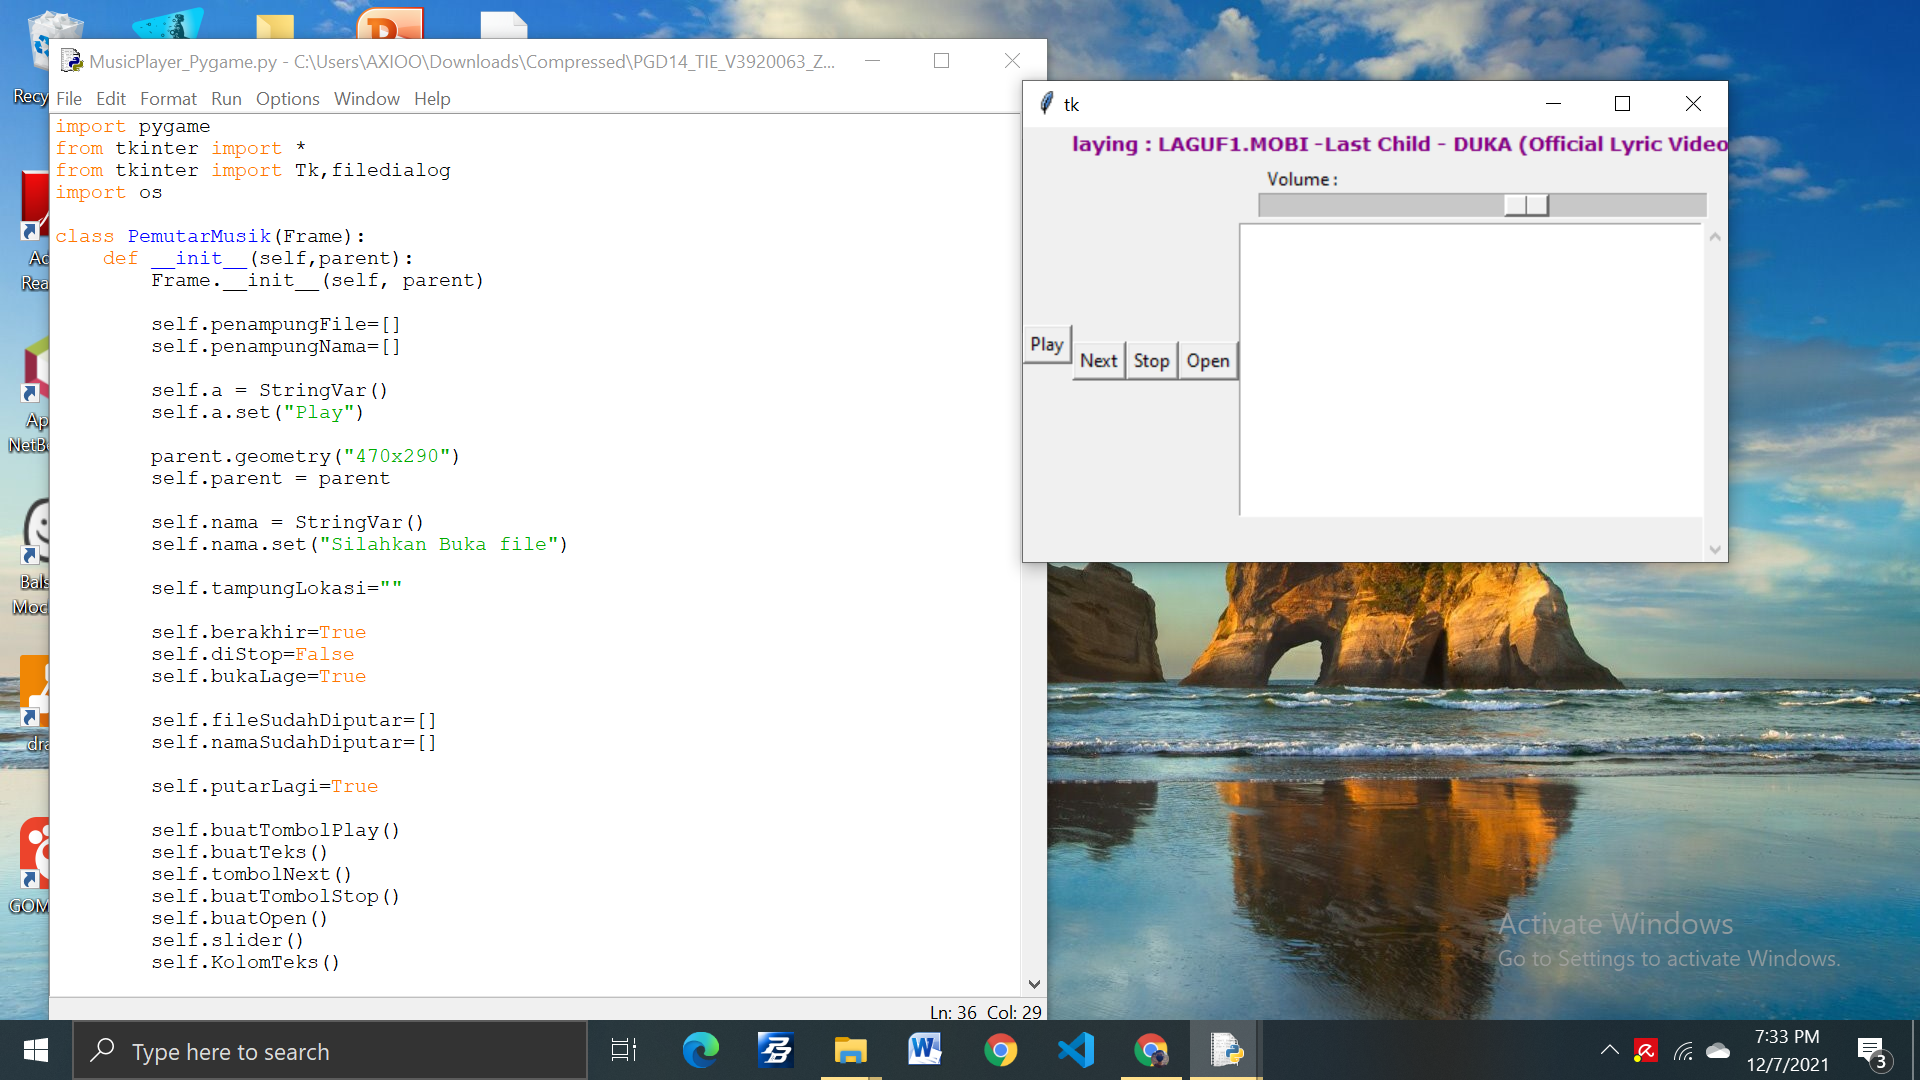 MusicPlayer_Pygame.py - C:\Users\AXIOO\Downloads\Compressed\PGD14_TIE_V3920063_Z...
File Edit Format Run Options Window Help
import pygame
from tkinter import *
from tkinter import Tk,filedialog
import os
class PemutarMusik(Frame):
def __init__(self,parent):
Frame.__init__(self, parent)
self.penampungFile=[]
self.penampungNama=[]
self.a = StringVar()
self.a.set("Play")
parent.geometry("470x290")
self.parent = parent
self.nama = StringVar()
self.nama.set("Silahkan Buka file")
self.tampungLokasi=""
self.berakhir=True
self.diStop=False
self.bukaLage=True
self.fileSudahDiputar=[]
self.namaSudahDiputar=[]
self.putarLagi=True
self.buatTombolPlay()
self.buatTeks()
self.tombolNext()
self.buatTombolStop()
self.buatOpen()
self.slider()
self.KolomTeks()
Ln: 36 Col: 29
tk
laying : LAGUF1.MOBI -Last Child - DUKA (Official Lyric Video
Volume :
Play
Next Stop Open
Recy
Ad
Rea
Ap
NetBe
Bals
Moc
dra
GOM
Activate Windows
Go to Settings to activate Windows.
Type here to search
7:33 PM
12/7/2021
3